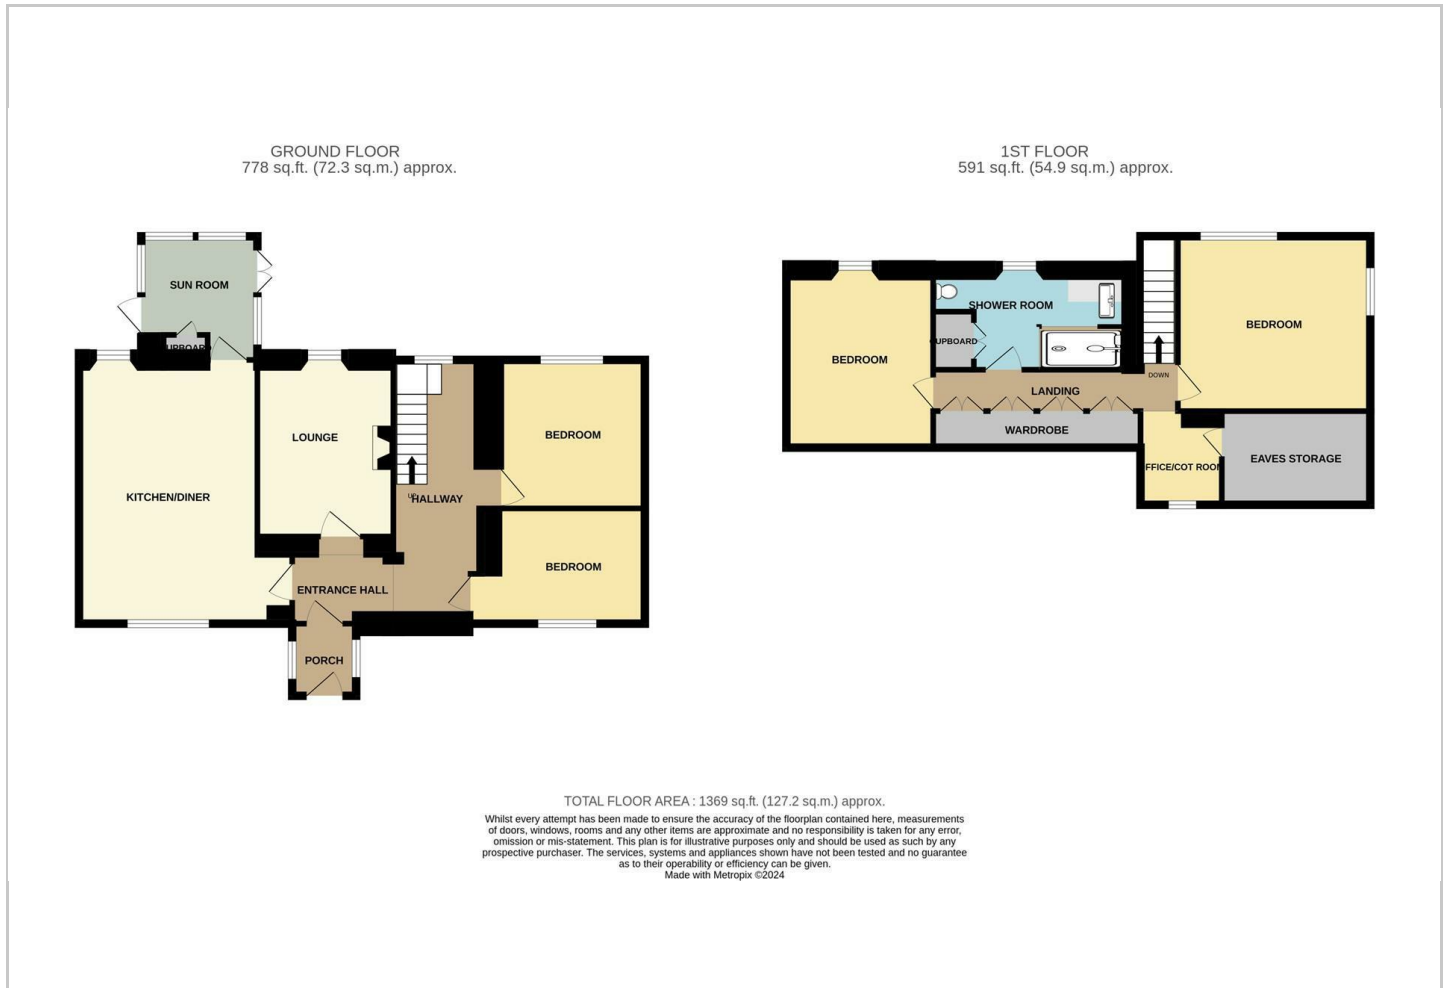 GROUND FLOOR
778 sq.ft. (72.3 sq.m.) approx.
1ST FLOOR
591 sq.ft. (54.9 sq.m.) approx.
SUN ROOM
UPBOARD
LOUNGE
BEDROOM
KITCHEN/DINER
UP
HALLWAY
BEDROOM
ENTRANCE HALL
PORCH
SHOWER ROOM
BEDROOM
UPBOARD
BEDROOM
DOWN
LANDING
WARDROBE
EAVES STORAGE
FFICE/COT ROOM
TOTAL FLOOR AREA : 1369 sq.ft. (127.2 sq.m.) approx.
Whilst every attempt has been made to ensure the accuracy of the floorplan contained here, measurements
of doors, windows, rooms and any other items are approximate and no responsibility is taken for any error,
omission or mis-statement. This plan is for illustrative purposes only and should be used as such by any
prospective purchaser. The services, systems and appliances shown have not been tested and no guarantee
as to their operability or efficiency can be given.
Made with Metropix ©2024